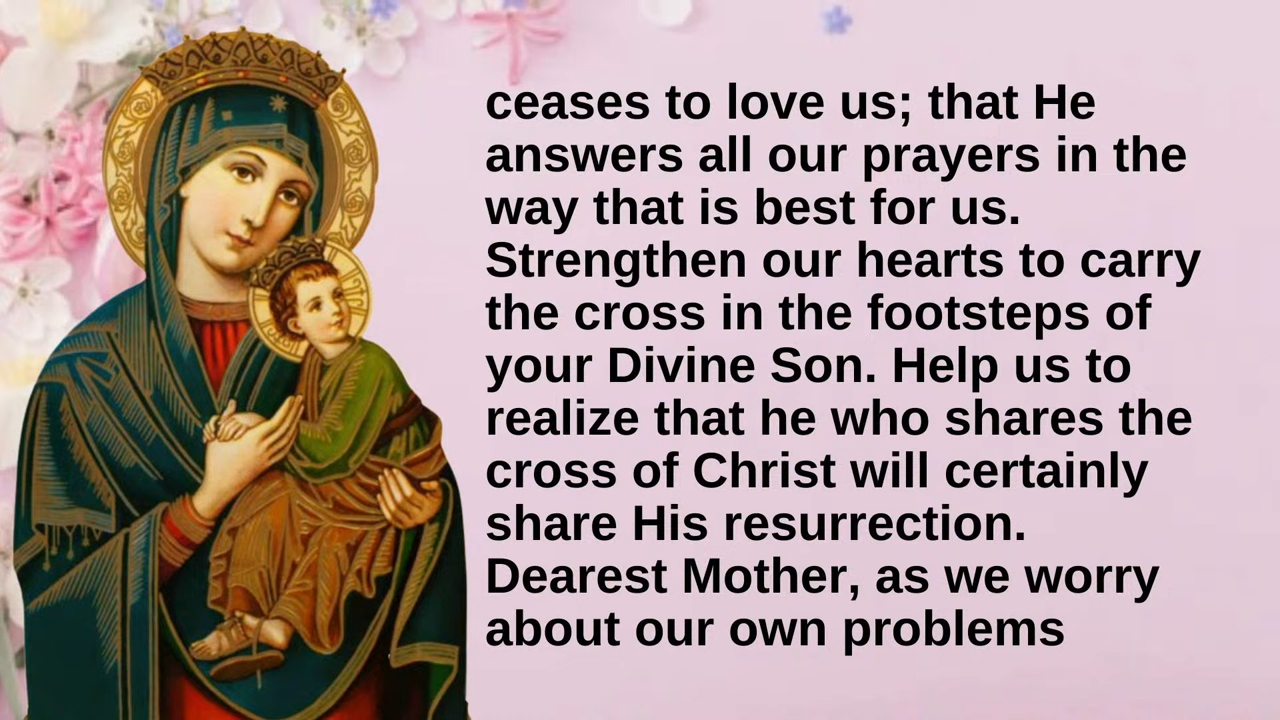 ceases to love us; that He
answers all our prayers in the
way that is best for us.
Strengthen our hearts to carry
the cross in the footsteps of
your Divine Son. Help us to
realize that he who shares the
cross of Christ will certainly
share His resurrection.
Dearest Mother, as we worry
about our own problems